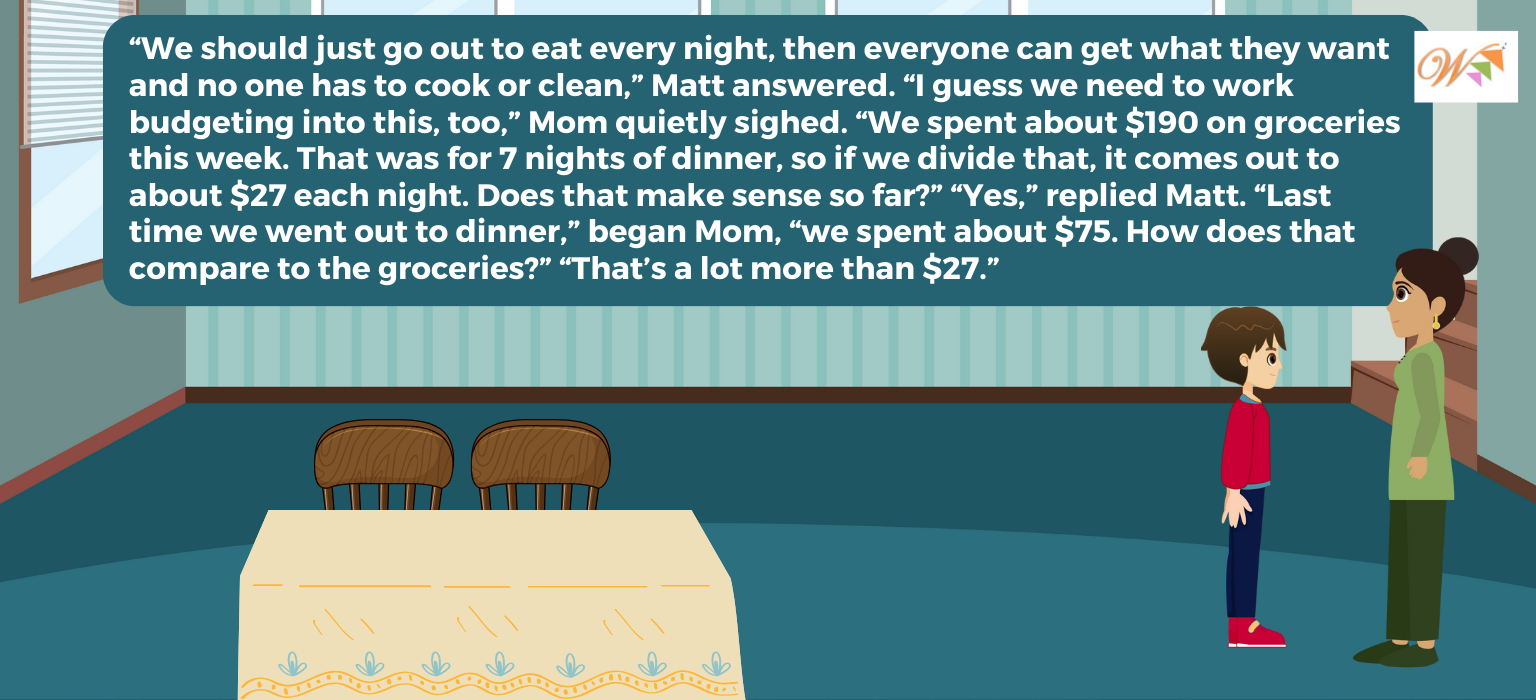 “We should just go out to eat every night, then everyone can get what they want
and no one has to cook or clean,” Matt answered. “I guess we need to work
budgeting into this, too,” Mom quietly sighed. “We spent about $190 on groceries
this week. That was for 7 nights of dinner, so if we divide that, it comes out to
about $27 each night. Does that make sense so far?” “Yes,” replied Matt. “Last
time we went out to dinner,” began Mom, “we spent about $75. How does that
compare to the groceries?” “That’s a lot more than $27.”
W